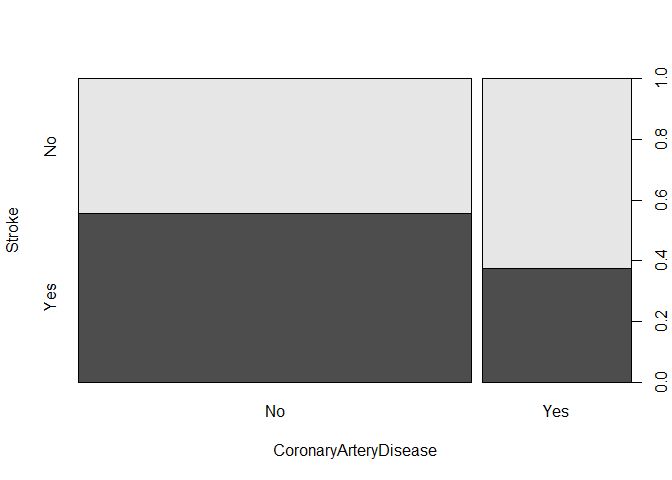 Stroke
No
Yes
1.0
0.8
0.6
0.4
0.2
0.0
No Yes
CoronaryArteryDisease